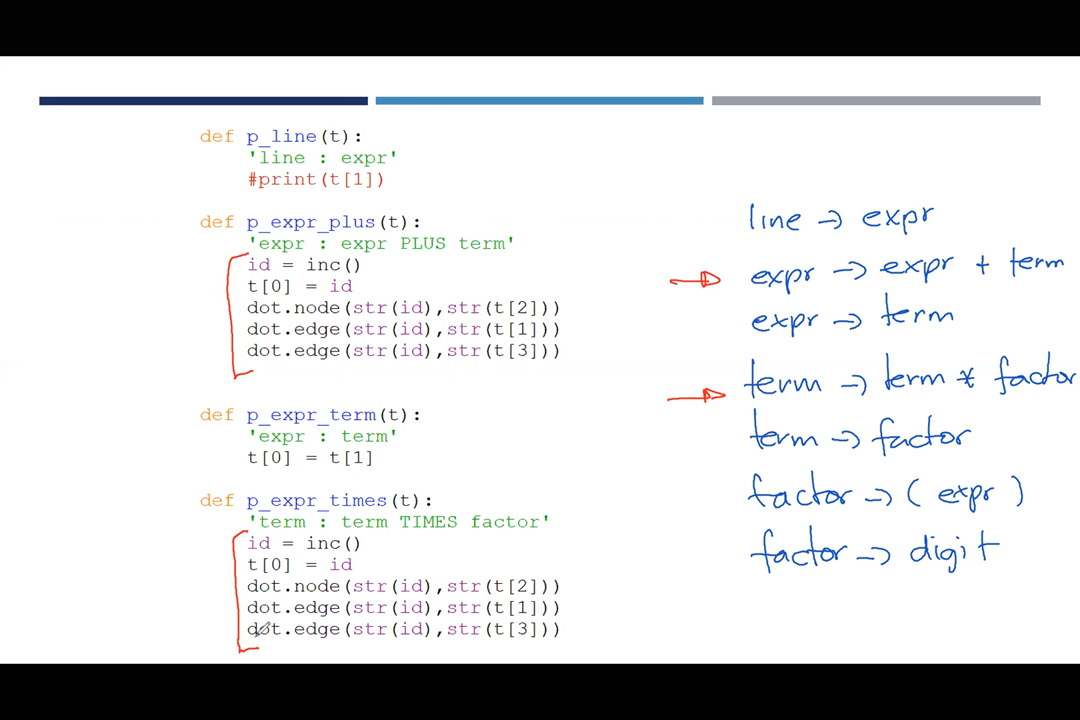 def p_line(t):
'line : expr'
#print(t[1])
def p_expr_plus(t):
'expr : expr PLUS term'
id = inc()
t[0] = id
dot.node(str(id),str(t[2]))
dot.edge(str(id),str(t[1]))
dot.edge(str(id),str(t[3]))
def p_expr_term(t):
'expr : term'
t[0] = t[1]
def p_expr_times(t):
'term : term TIMES factor'
id = inc()
t[0] = id
dot.node(str(id),str(t[2]))
dot.edge(str(id),str(t[1]))
dot.edge(str(id),str(t[3]))
line → expr
expr → expr + term
expr → term
term → term * factor
term → factor
factor → ( expr )
factor → digit